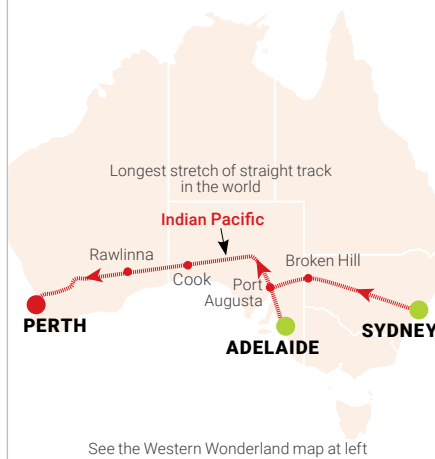 Longest stretch of straight track
in the world
Indian Pacific
Rawlinna
Cook
Port
Augusta
Broken Hill
PERTH
ADELAIDE
SYDNEY
See the Western Wonderland map at left